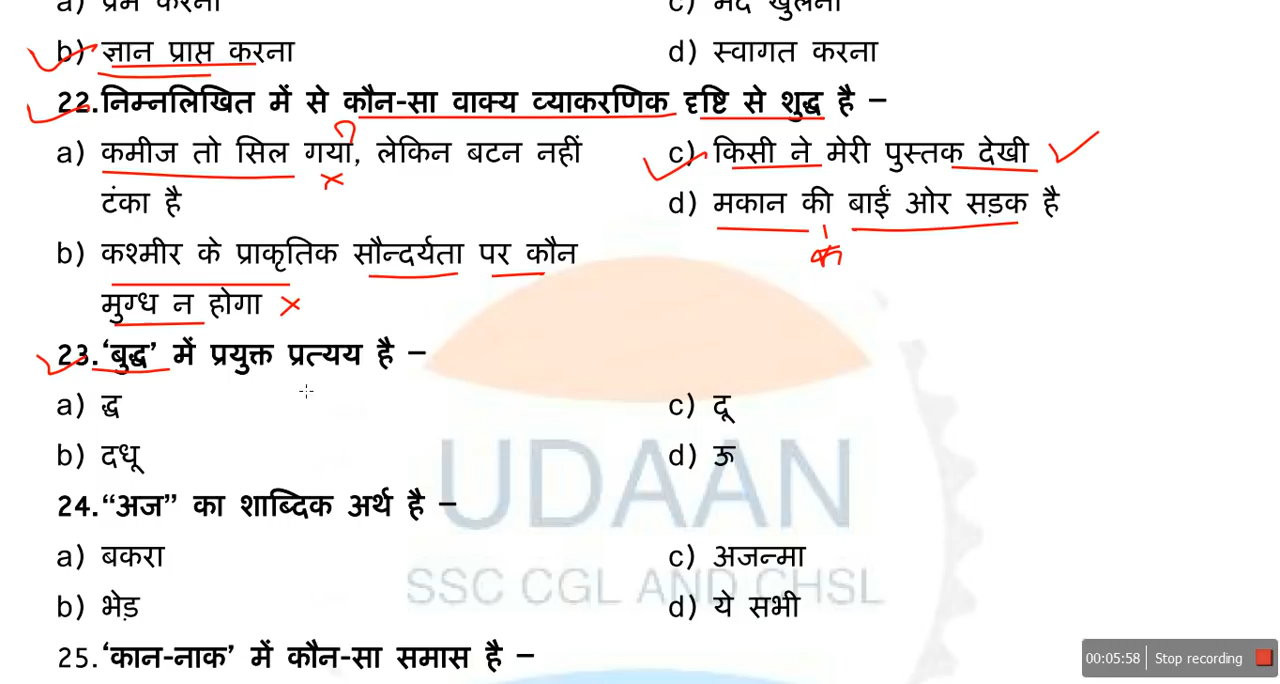 a) प्रेम करना
c) भेद खुलना
b) ज्ञान प्राप्त करना
d) स्वागत करना
22. निम्नलिखित में से कौन-सा वाक्य व्याकरणिक दृष्टि से शुद्ध है –
a) कमीज तो सिल गया, लेकिन बटन नहीं
टंका है
c) किसी ने मेरी पुस्तक देखी
d) मकान की बाईं ओर सड़क है
के
b) कश्मीर के प्राकृतिक सौन्दर्यता पर कौन
मुग्ध न होगा
23. ‘बुद्ध’ में प्रयुक्त प्रत्यय है –
a) द्ध
c) दू
b) दधू
d) ऊ
24. “अज” का शाब्दिक अर्थ है –
a) बकरा
c) अजन्मा
b) भेड़
d) ये सभी
25. ‘कान-नाक’ में कौन-सा समास है –
UDAAN
SSC CGL AND CHSL
00:05:58 Stop recording